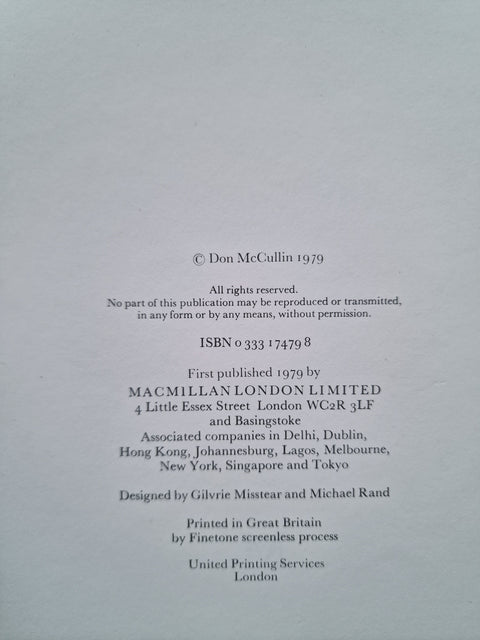 © Don McCullin 1979
All rights reserved.
No part of this publication may be reproduced or transmitted,
in any form or by any means, without permission.
ISBN 0 333 17479 8
First published 1979 by
MACMILLAN LONDON LIMITED
4 Little Essex Street London WC2R 3LF
and Basingstoke
Associated companies in Delhi, Dublin,
Hong Kong, Johannesburg, Lagos, Melbourne,
New York, Singapore and Tokyo
Designed by Gilvrie Misstear and Michael Rand
Printed in Great Britain
by Finetone screenless process
United Printing Services
London